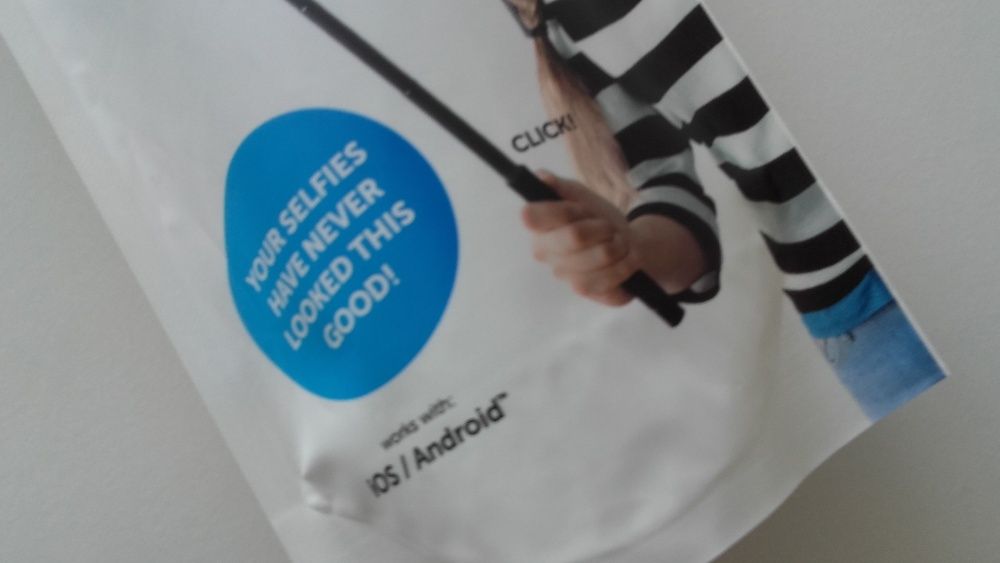 CLICK!
YOUR SELFIES
HAVE NEVER
LOOKED THIS
GOOD!
works with:
iOS / Android™